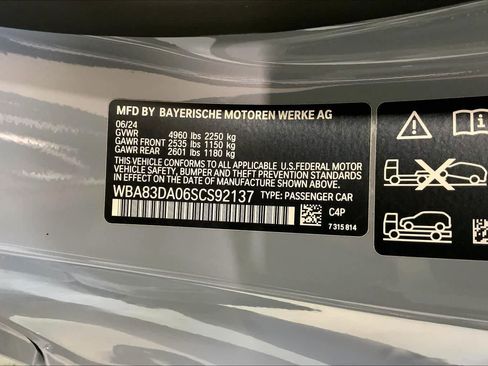 MFD BY BAYERISCHE MOTOREN WERKE AG
06/24
GVWR 4960 lbs 2250 kg
GAWR FRONT 2535 lbs 1150 kg
GAWR REAR 2601 lbs 1180 kg
THIS VEHICLE CONFORMS TO ALL APPLICABLE U.S.FEDERAL MOTOR
VEHICLE SAFETY, BUMPER AND THEFT PREVENTION STANDARDS
IN EFFECT ON THE DATE OF MANUFACTURE SHOWN ABOVE.
WBA83DA06SCS92137 TYPE: PASSENGER CAR
C4P
7 315 814